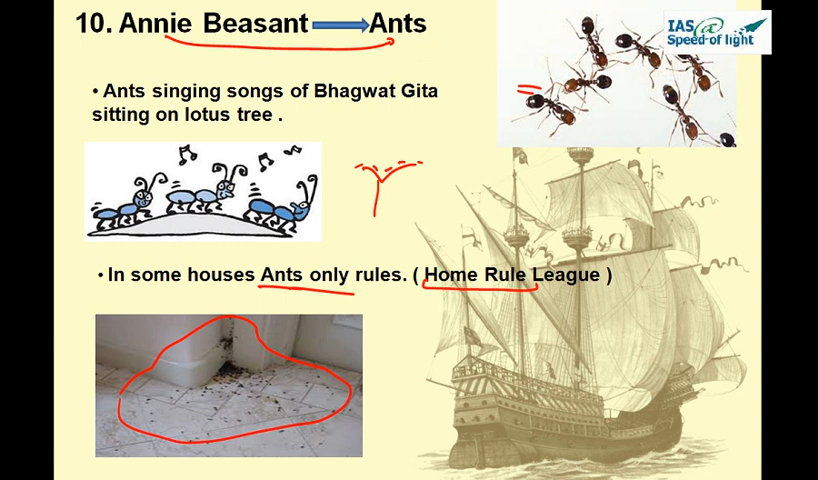 10. Annie Beasant Ants
IAS@
Speed of light
• Ants singing songs of Bhagwat Gita
sitting on lotus tree .
• In some houses Ants only rules. ( Home Rule League )